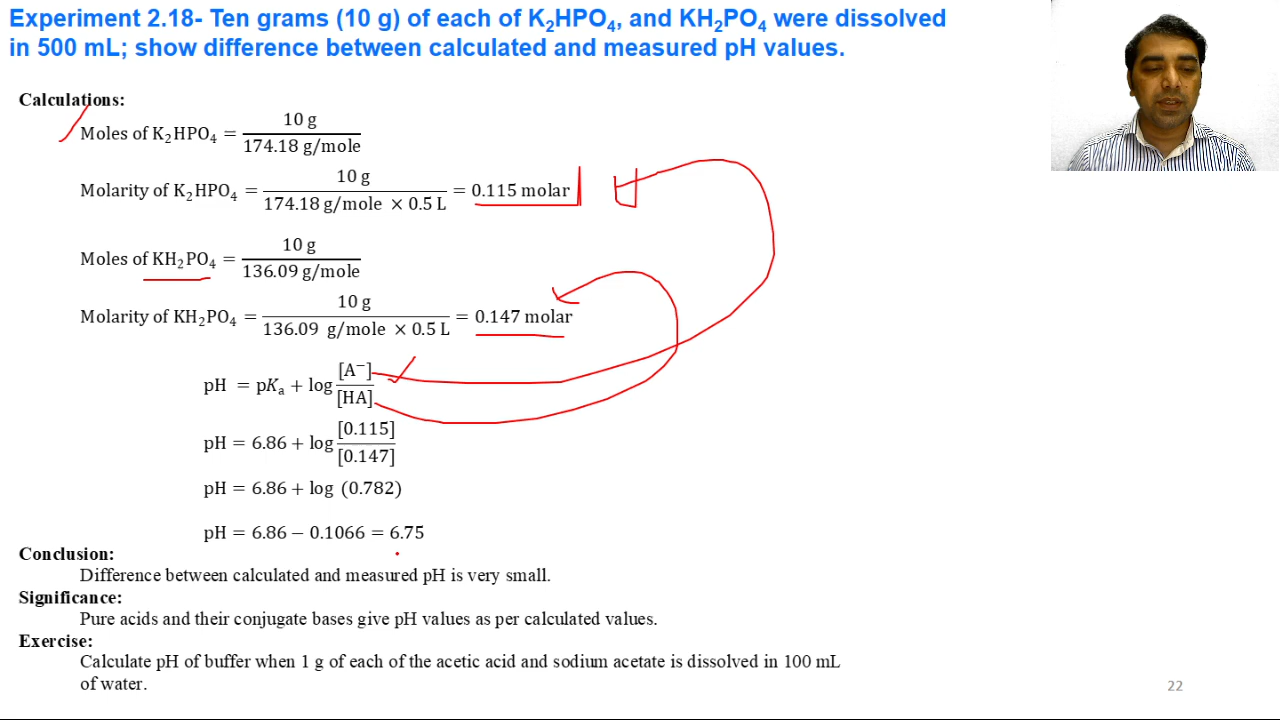 Experiment 2.18- Ten grams (10 g) of each of K₂HPO₄, and KH₂PO₄ were dissolved
in 500 mL; show difference between calculated and measured pH values.
Calculations:
Moles of K₂HPO₄ = 10 g / 174.18 g/mole
Molarity of K₂HPO₄ = 10 g / 174.18 g/mole × 0.5 L = 0.115 molar
Moles of KH₂PO₄ = 10 g / 136.09 g/mole
Molarity of KH₂PO₄ = 10 g / 136.09 g/mole × 0.5 L = 0.147 molar
pH = pKₐ + log [A⁻] / [HA]
pH = 6.86 + log [0.115] / [0.147]
pH = 6.86 + log (0.782)
pH = 6.86 − 0.1066 = 6.75
Conclusion:
Difference between calculated and measured pH is very small.
Significance:
Pure acids and their conjugate bases give pH values as per calculated values.
Exercise:
Calculate pH of buffer when 1 g of each of the acetic acid and sodium acetate is dissolved in 100 mL
of water.
22